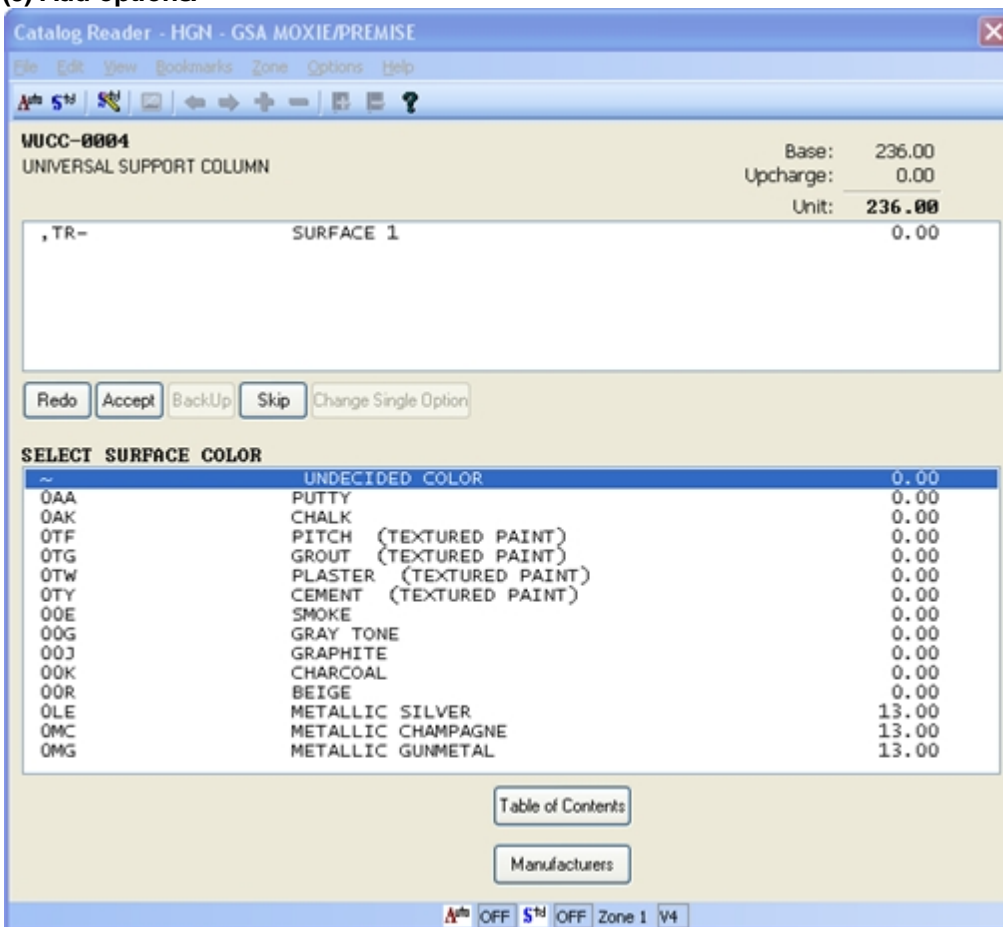 Catalog Reader - HGN - GSA MOXIE/PREMISE
File Edit View Bookmarks Zone Options Help
Auto Std ?
WUCC-0004
UNIVERSAL SUPPORT COLUMN
Base: 236.00
Upcharge: 0.00
Unit: 236.00
,TR- SURFACE 1 0.00
Redo Accept BackUp Skip Change Single Option
SELECT SURFACE COLOR
~ UNDECIDED COLOR 0.00
0AA PUTTY 0.00
0AK CHALK 0.00
0TF PITCH (TEXTURED PAINT) 0.00
0TG GROUT (TEXTURED PAINT) 0.00
0TW PLASTER (TEXTURED PAINT) 0.00
0TY CEMENT (TEXTURED PAINT) 0.00
00E SMOKE 0.00
00G GRAY TONE 0.00
00J GRAPHITE 0.00
00K CHARCOAL 0.00
00R BEIGE 0.00
0LE METALLIC SILVER 13.00
0MC METALLIC CHAMPAGNE 13.00
0MG METALLIC GUNMETAL 13.00
Table of Contents
Manufacturers
Auto OFF Std OFF Zone 1 V4